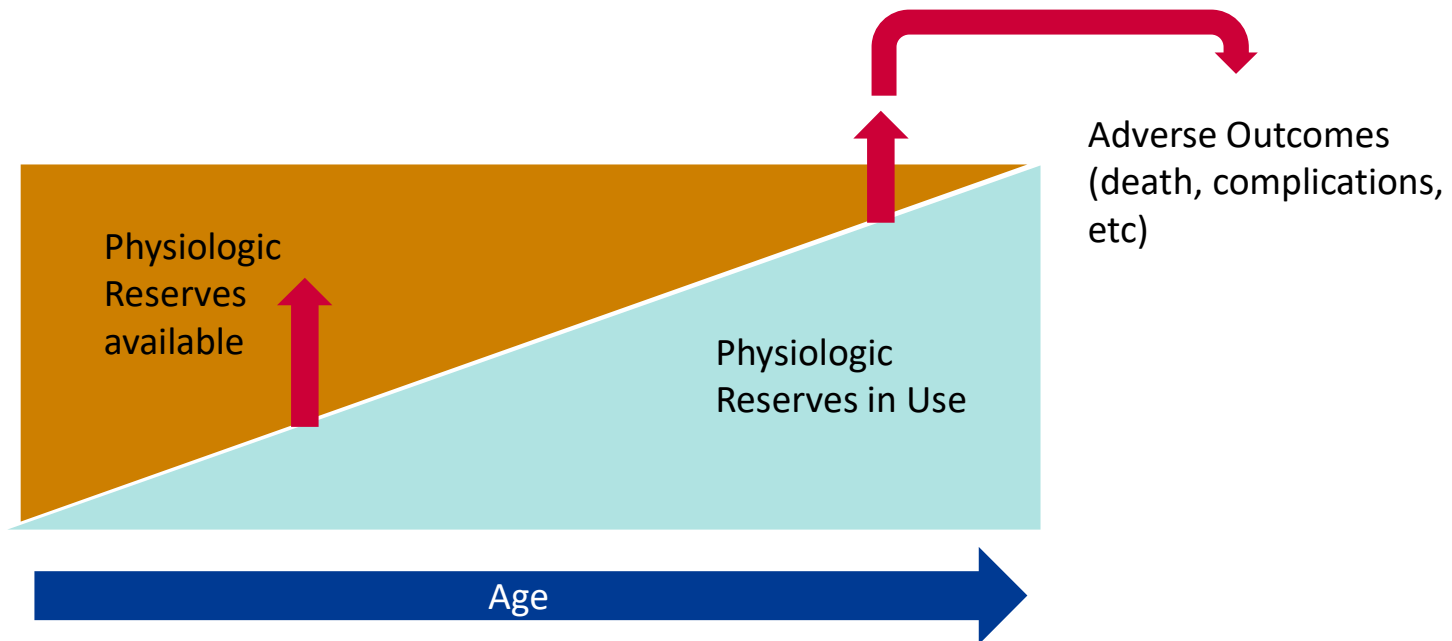 Adverse Outcomes
(death, complications,
etc)
Physiologic
Reserves
available
Physiologic
Reserves in Use
Age